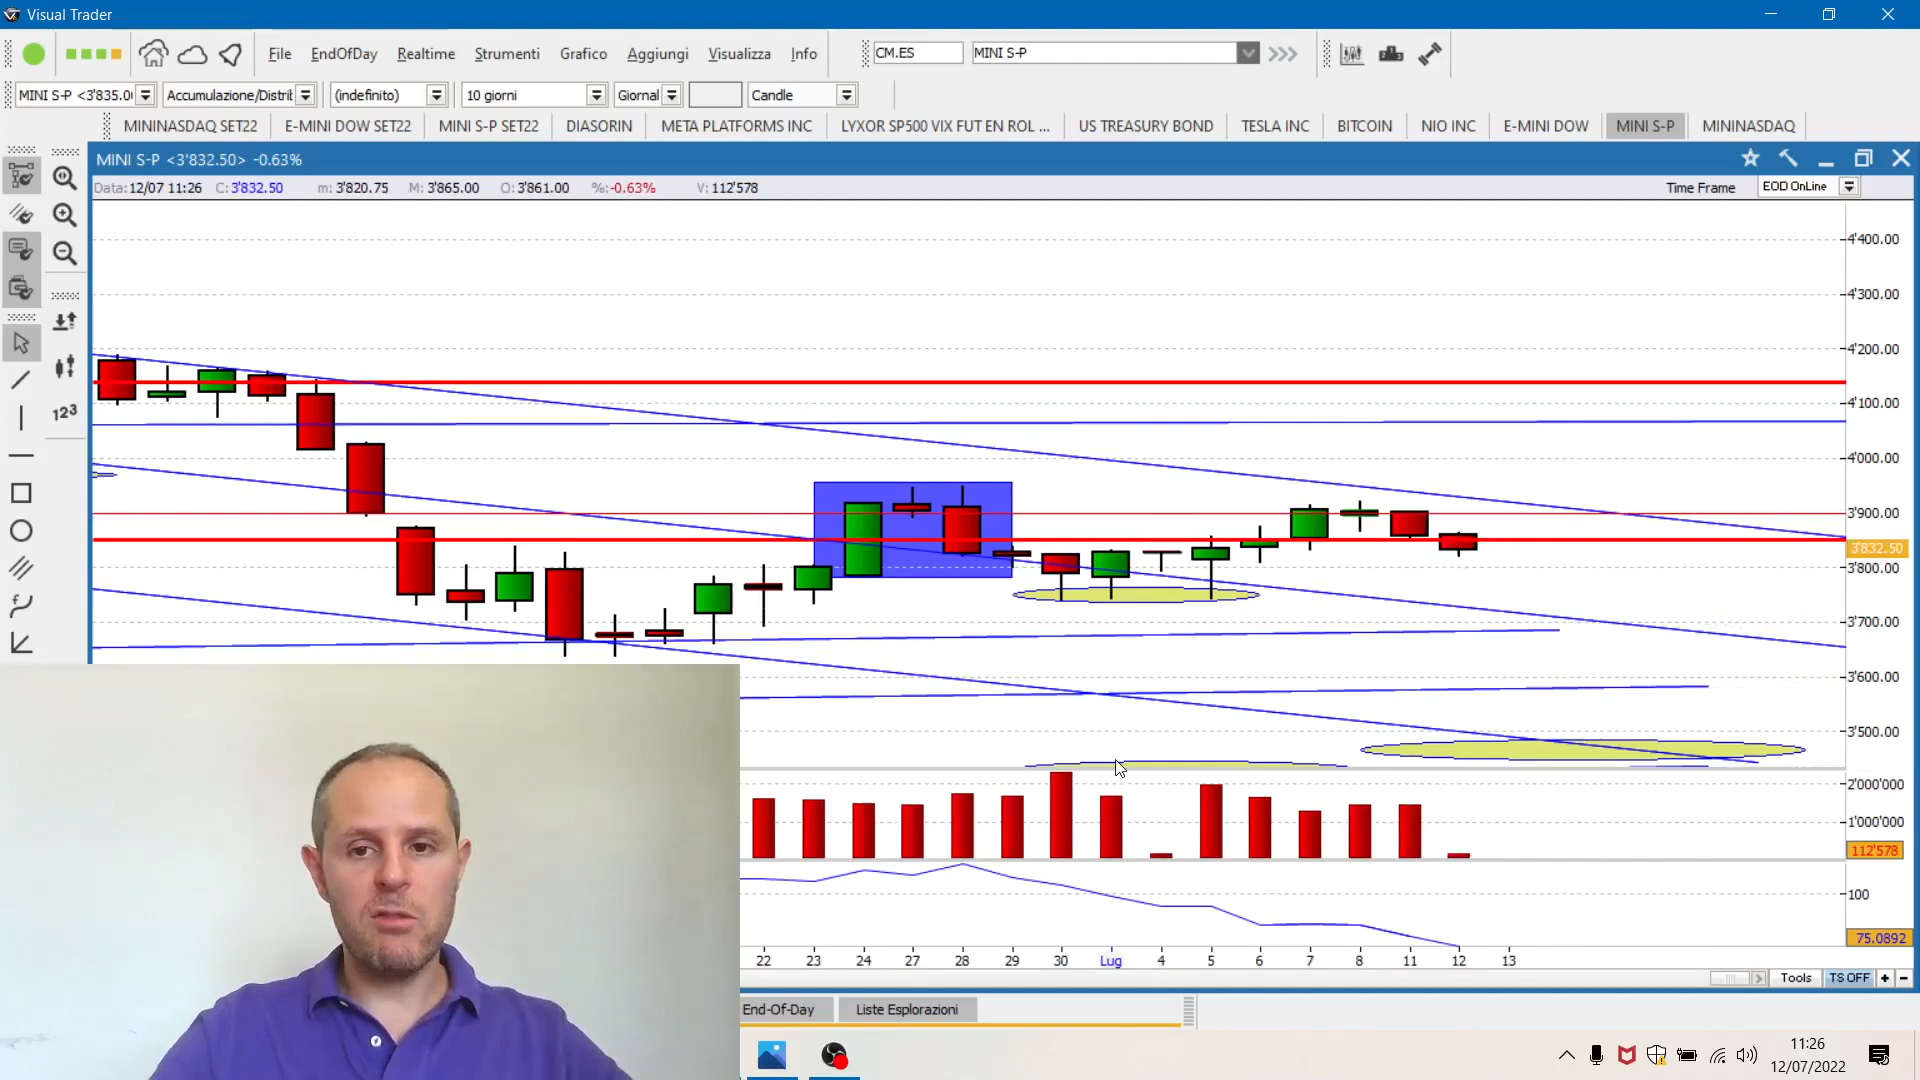 Visual Trader
File EndOfDay Realtime Strumenti Grafico Aggiungi Visualizza Info CM.ES MINI S-P
MINI S-P <3'835.0 Accumulazione/Distrib (indefinito) 10 giorni Giornal Candle
MININASDAQ SET22 E-MINI DOW SET22 MINI S-P SET22 DIASORIN META PLATFORMS INC LYXOR SP500 VIX FUT EN ROL ... US TREASURY BOND TESLA INC BITCOIN NIO INC E-MINI DOW MINI S-P MININASDAQ
MINI S-P <3'832.50> -0.63%
Data: 12/07 11:26 C: 3'832.50 m: 3'820.75 M: 3'865.00 O: 3'861.00 %: -0.63% V: 112'578 Time Frame EOD OnLine
4'400.00
4'300.00
4'200.00
4'100.00
4'000.00
3'900.00
3'832.50
3'800.00
3'700.00
3'600.00
3'500.00
123
2'000'000
1'000'000
112'578
100
75.0892
22 23 24 27 28 29 30 Lug 4 5 6 7 8 11 12 13
Tools TS OFF + -
End-Of-Day Liste Esplorazioni
11:26
12/07/2022